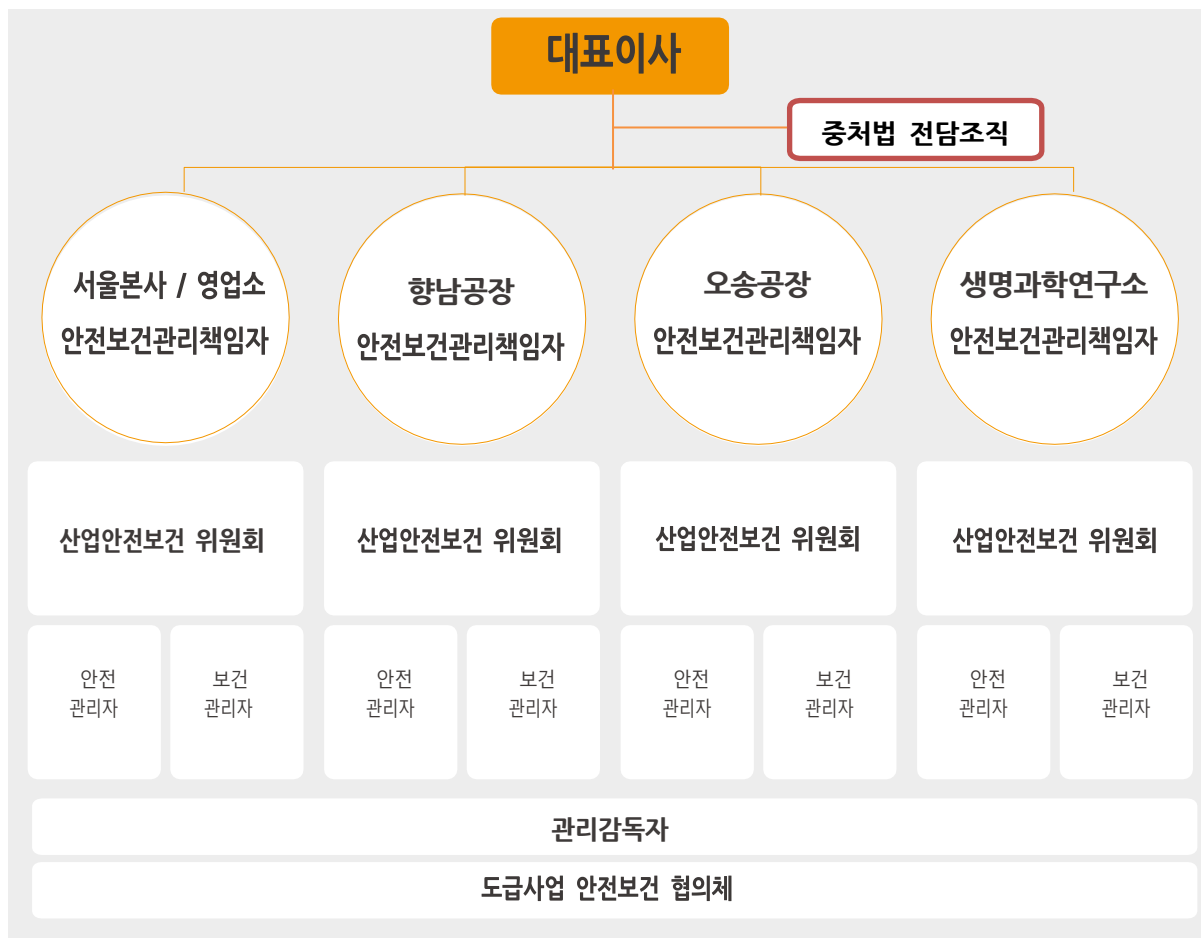 대표이사
중처법 전담조직
서울본사 / 영업소
안전보건관리책임자
향남공장
안전보건관리책임자
오송공장
안전보건관리책임자
생명과학연구소
안전보건관리책임자
산업안전보건 위원회
산업안전보건 위원회
산업안전보건 위원회
산업안전보건 위원회
안전
관리자
보건
관리자
안전
관리자
보건
관리자
안전
관리자
보건
관리자
안전
관리자
보건
관리자
관리감독자
도급사업 안전보건 협의체